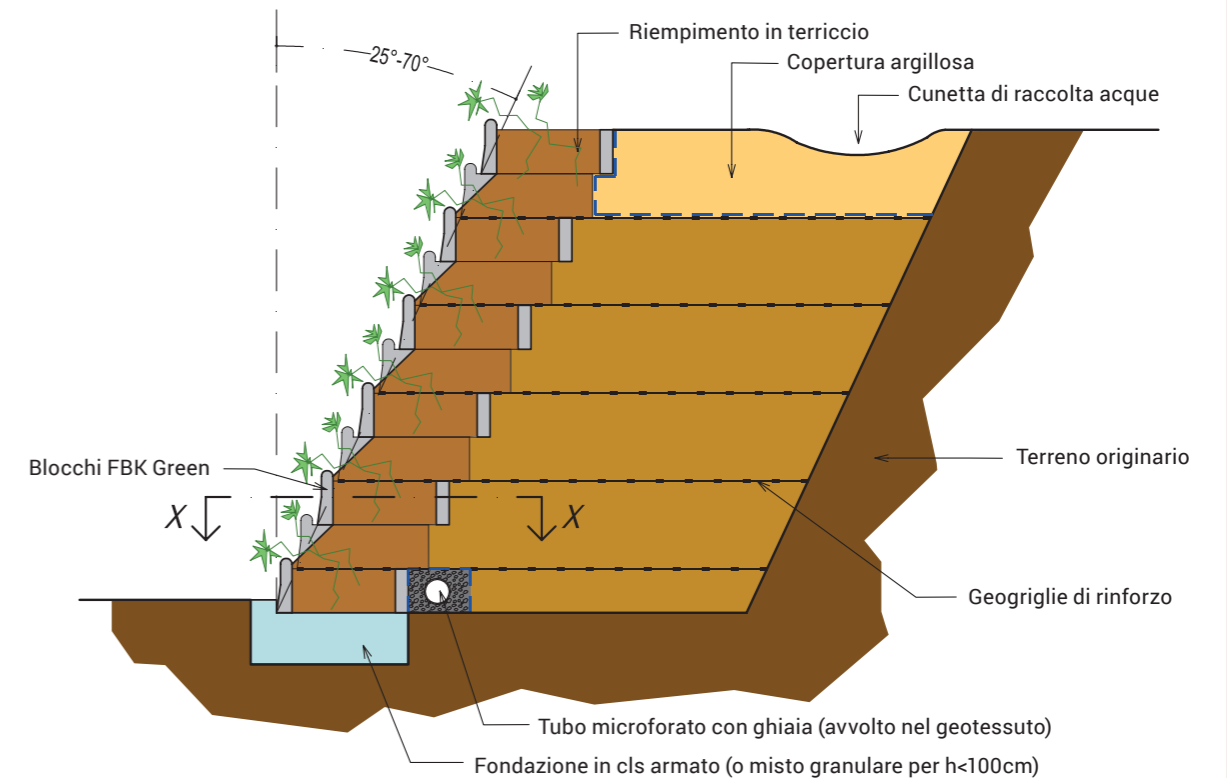 Riempimento in terriccio
25°-70°
Copertura argillosa
Cunetta di raccolta acque
Blocchi FBK Green
Terreno originario
X
X
Geogriglie di rinforzo
Tubo microforato con ghiaia (avvolto nel geotessuto)
Fondazione in cls armato (o misto granulare per h<100cm)